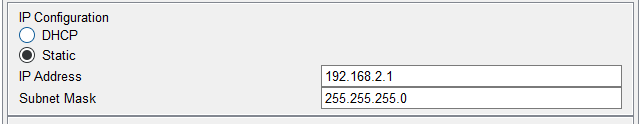 IP Configuration
DHCP
Static
IP Address 192.168.2.1
Subnet Mask 255.255.255.0